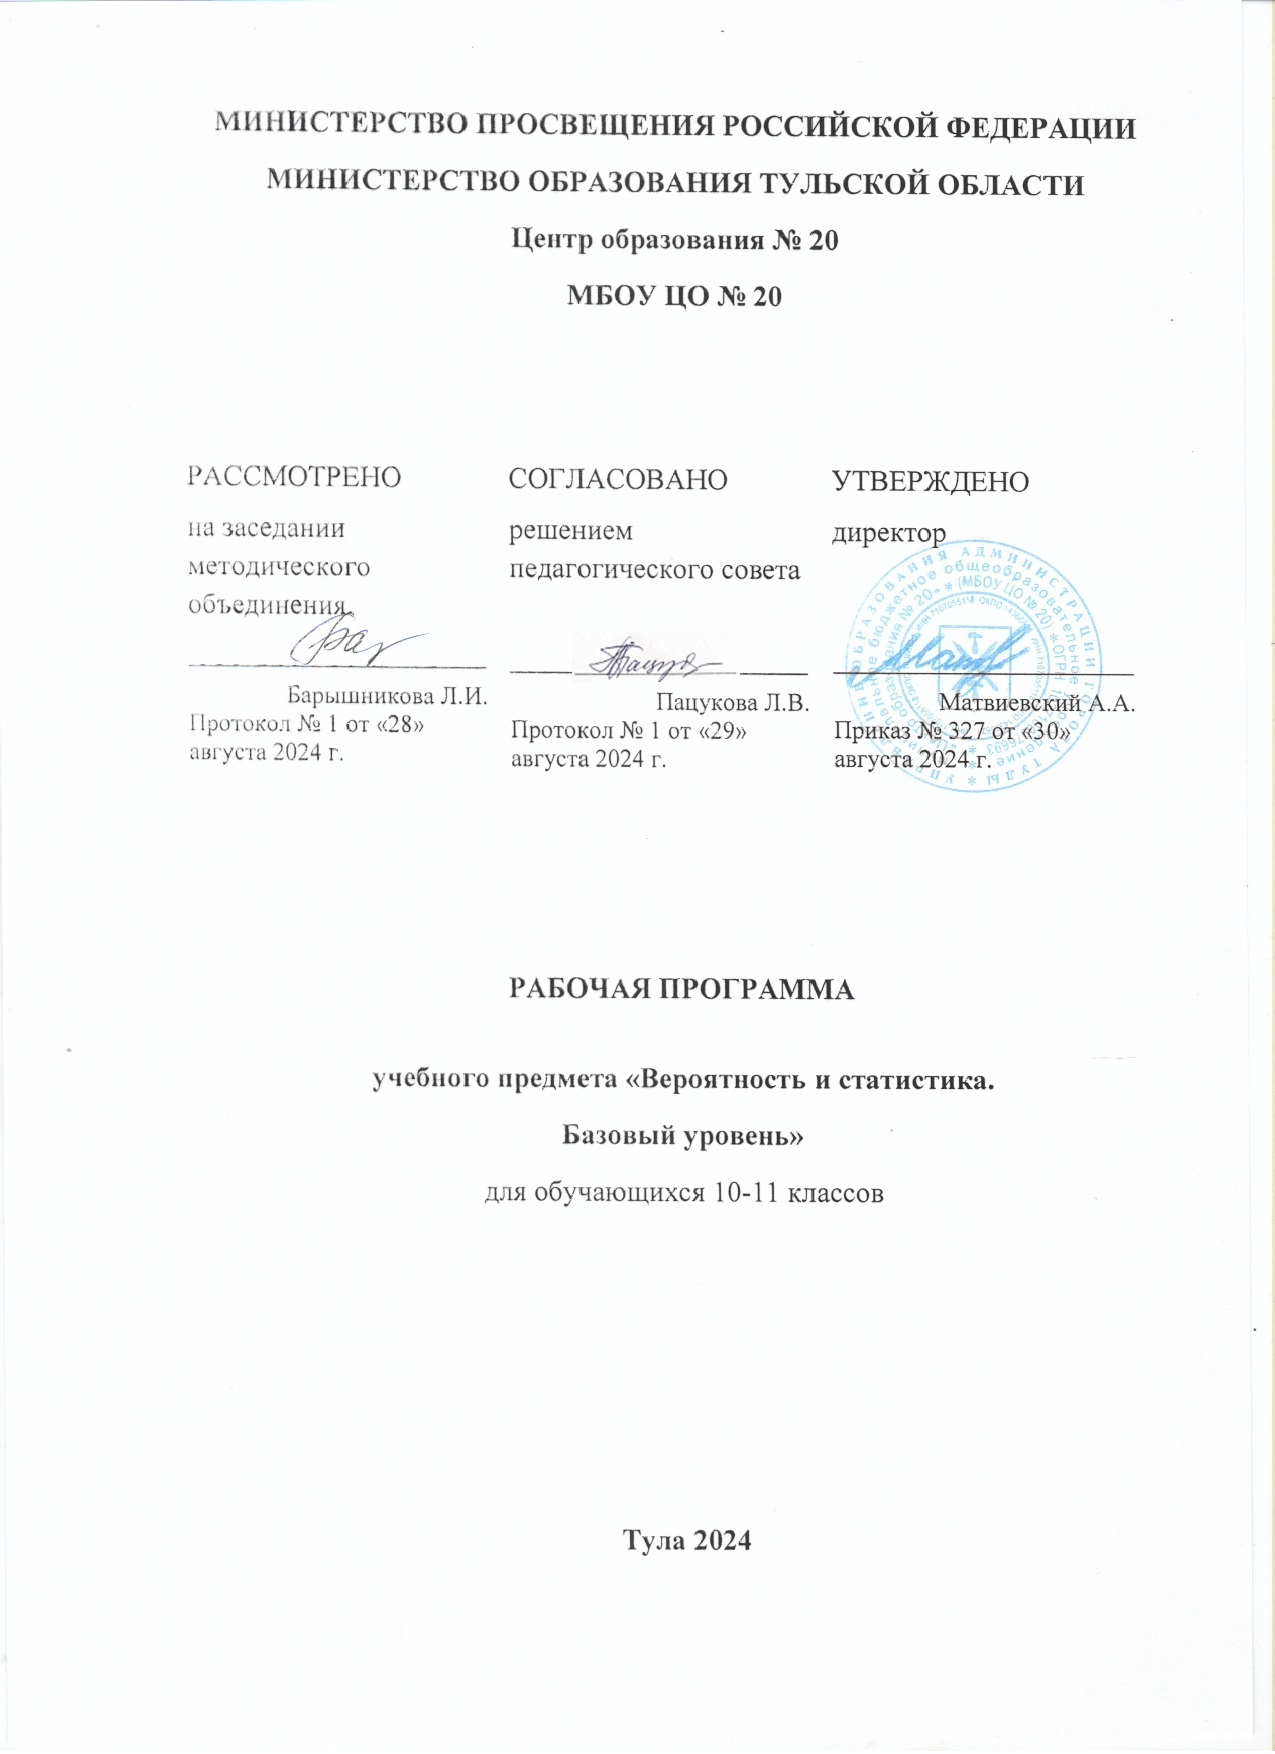 МИНИСТЕРСТВО ПРОСВЕЩЕНИЯ РОССИЙСКОЙ ФЕДЕРАЦИИ
МИНИСТЕРСТВО ОБРАЗОВАНИЯ ТУЛЬСКОЙ ОБЛАСТИ
Центр образования № 20
МБОУ ЦО № 20
РАССМОТРЕНО
на заседании
методического
объединения
Барышникова Л.И.
Протокол № 1 от «28»
августа 2024 г.
СОГЛАСОВАНО
решением
педагогического совета
Пацукова Л.В.
Протокол № 1 от «29»
августа 2024 г.
УТВЕРЖДЕНО
директор
Матвиевский А.А.
Приказ № 327 от «30»
августа 2024 г.
РАБОЧАЯ ПРОГРАММА
учебного предмета «Вероятность и статистика.
Базовый уровень»
для обучающихся 10-11 классов
Тула 2024